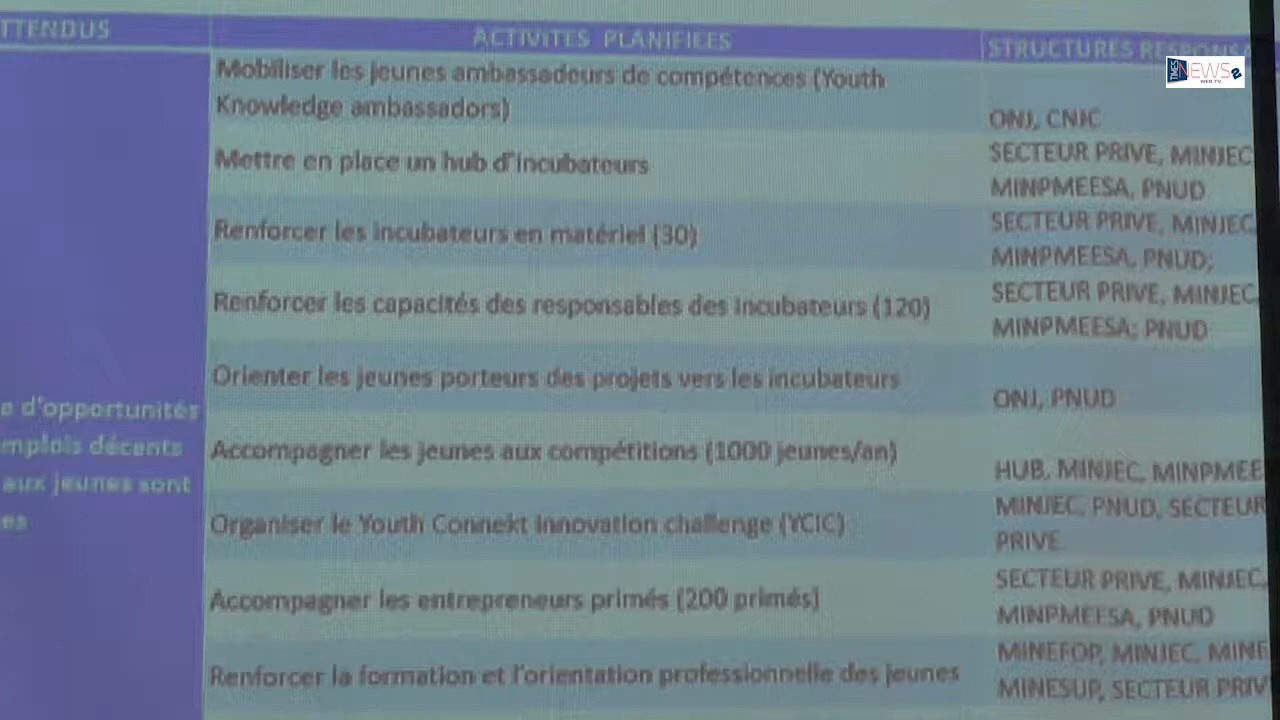 TTENDUS
ACTIVITES PLANIFIEES
STRUCTURES RESPONSA
TIMES NEWS 2
WEB TV
Mobiliser les jeunes ambassadeurs de compétences (Youth
Knowledge ambassadors)
ONJ, CNJC
Mettre en place un hub d'incubateurs
SECTEUR PRIVE, MINJEC
MINPMEESA, PNUD
Renforcer les incubateurs en matériel (30)
SECTEUR PRIVE, MINJEC,
MINPMEESA, PNUD;
Renforcer les capacités des responsables des incubateurs (120)
SECTEUR PRIVE, MINJEC,
MINPMEESA; PNUD
Orienter les jeunes porteurs des projets vers les incubateurs
ONJ, PNUD
d'opportunités
mplois décents
aux jeunes sont
es
Accompagner les jeunes aux compétitions (1000 jeunes/an)
HUB, MINJEC, MINPMEE
Organiser le Youth Connekt innovation challenge (YCIC)
MINJEC, PNUD, SECTEUR
PRIVE
Accompagner les entrepreneurs primés (200 primés)
SECTEUR PRIVE, MINJEC,
MINPMEESA, PNUD
Renforcer la formation et l'orientation professionnelle des jeunes
MINEFOP, MINJEC, MINE
MINESUP, SECTEUR PRIV